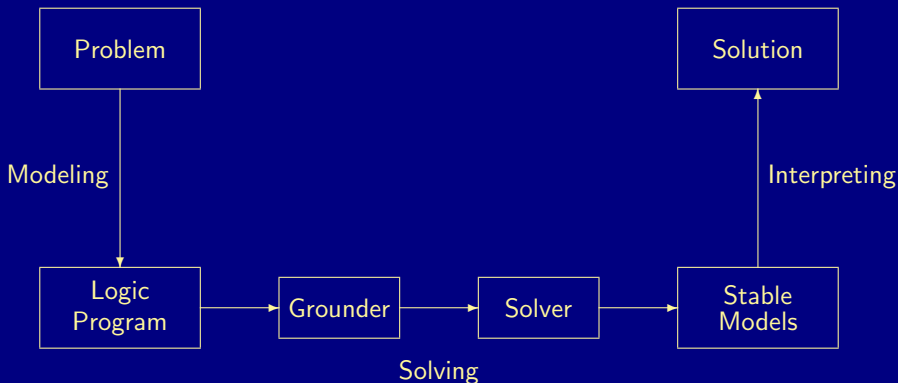 Problem
Solution
Modeling
Interpreting
Logic
Program
Grounder
Solver
Stable
Models
Solving